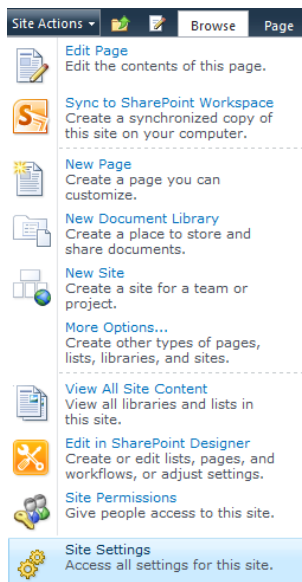 Site Actions Browse Page
Edit Page
Edit the contents of this page.
Sync to SharePoint Workspace
Create a synchronized copy of
this site on your computer.
New Page
Create a page you can
customize.
New Document Library
Create a place to store and
share documents.
New Site
Create a site for a team or
project.
More Options...
Create other types of pages,
lists, libraries, and sites.
View All Site Content
View all libraries and lists in
this site.
Edit in SharePoint Designer
Create or edit lists, pages, and
workflows, or adjust settings.
Site Permissions
Give people access to this site.
Site Settings
Access all settings for this site.